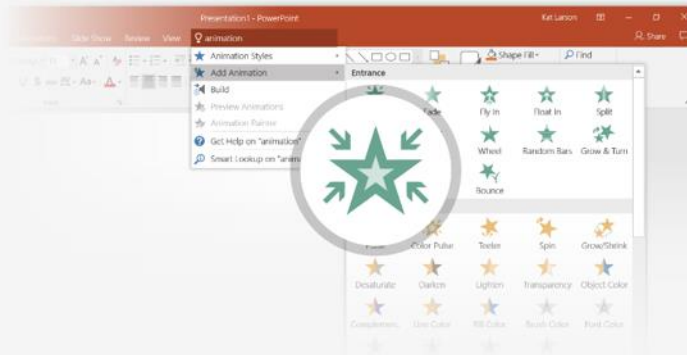 Presentation1 - PowerPoint
Kat Larson
Slide Show Review View animation
Share
Animation Styles
Add Animation
Build
Preview Animations
Animation Painter
Get Help on "animation"
Smart Lookup on "anim
Shape Fill
Find
Aa
A
Entrance
Fade Fly In Float In Split
Wheel Random Bars Grow & Turn
Bounce
Color Pulse Teeter Spin Grow/Shrink
Desaturate Darken Lighten Transparency Object Color
Line Color Fill Color Brush Color Font Color